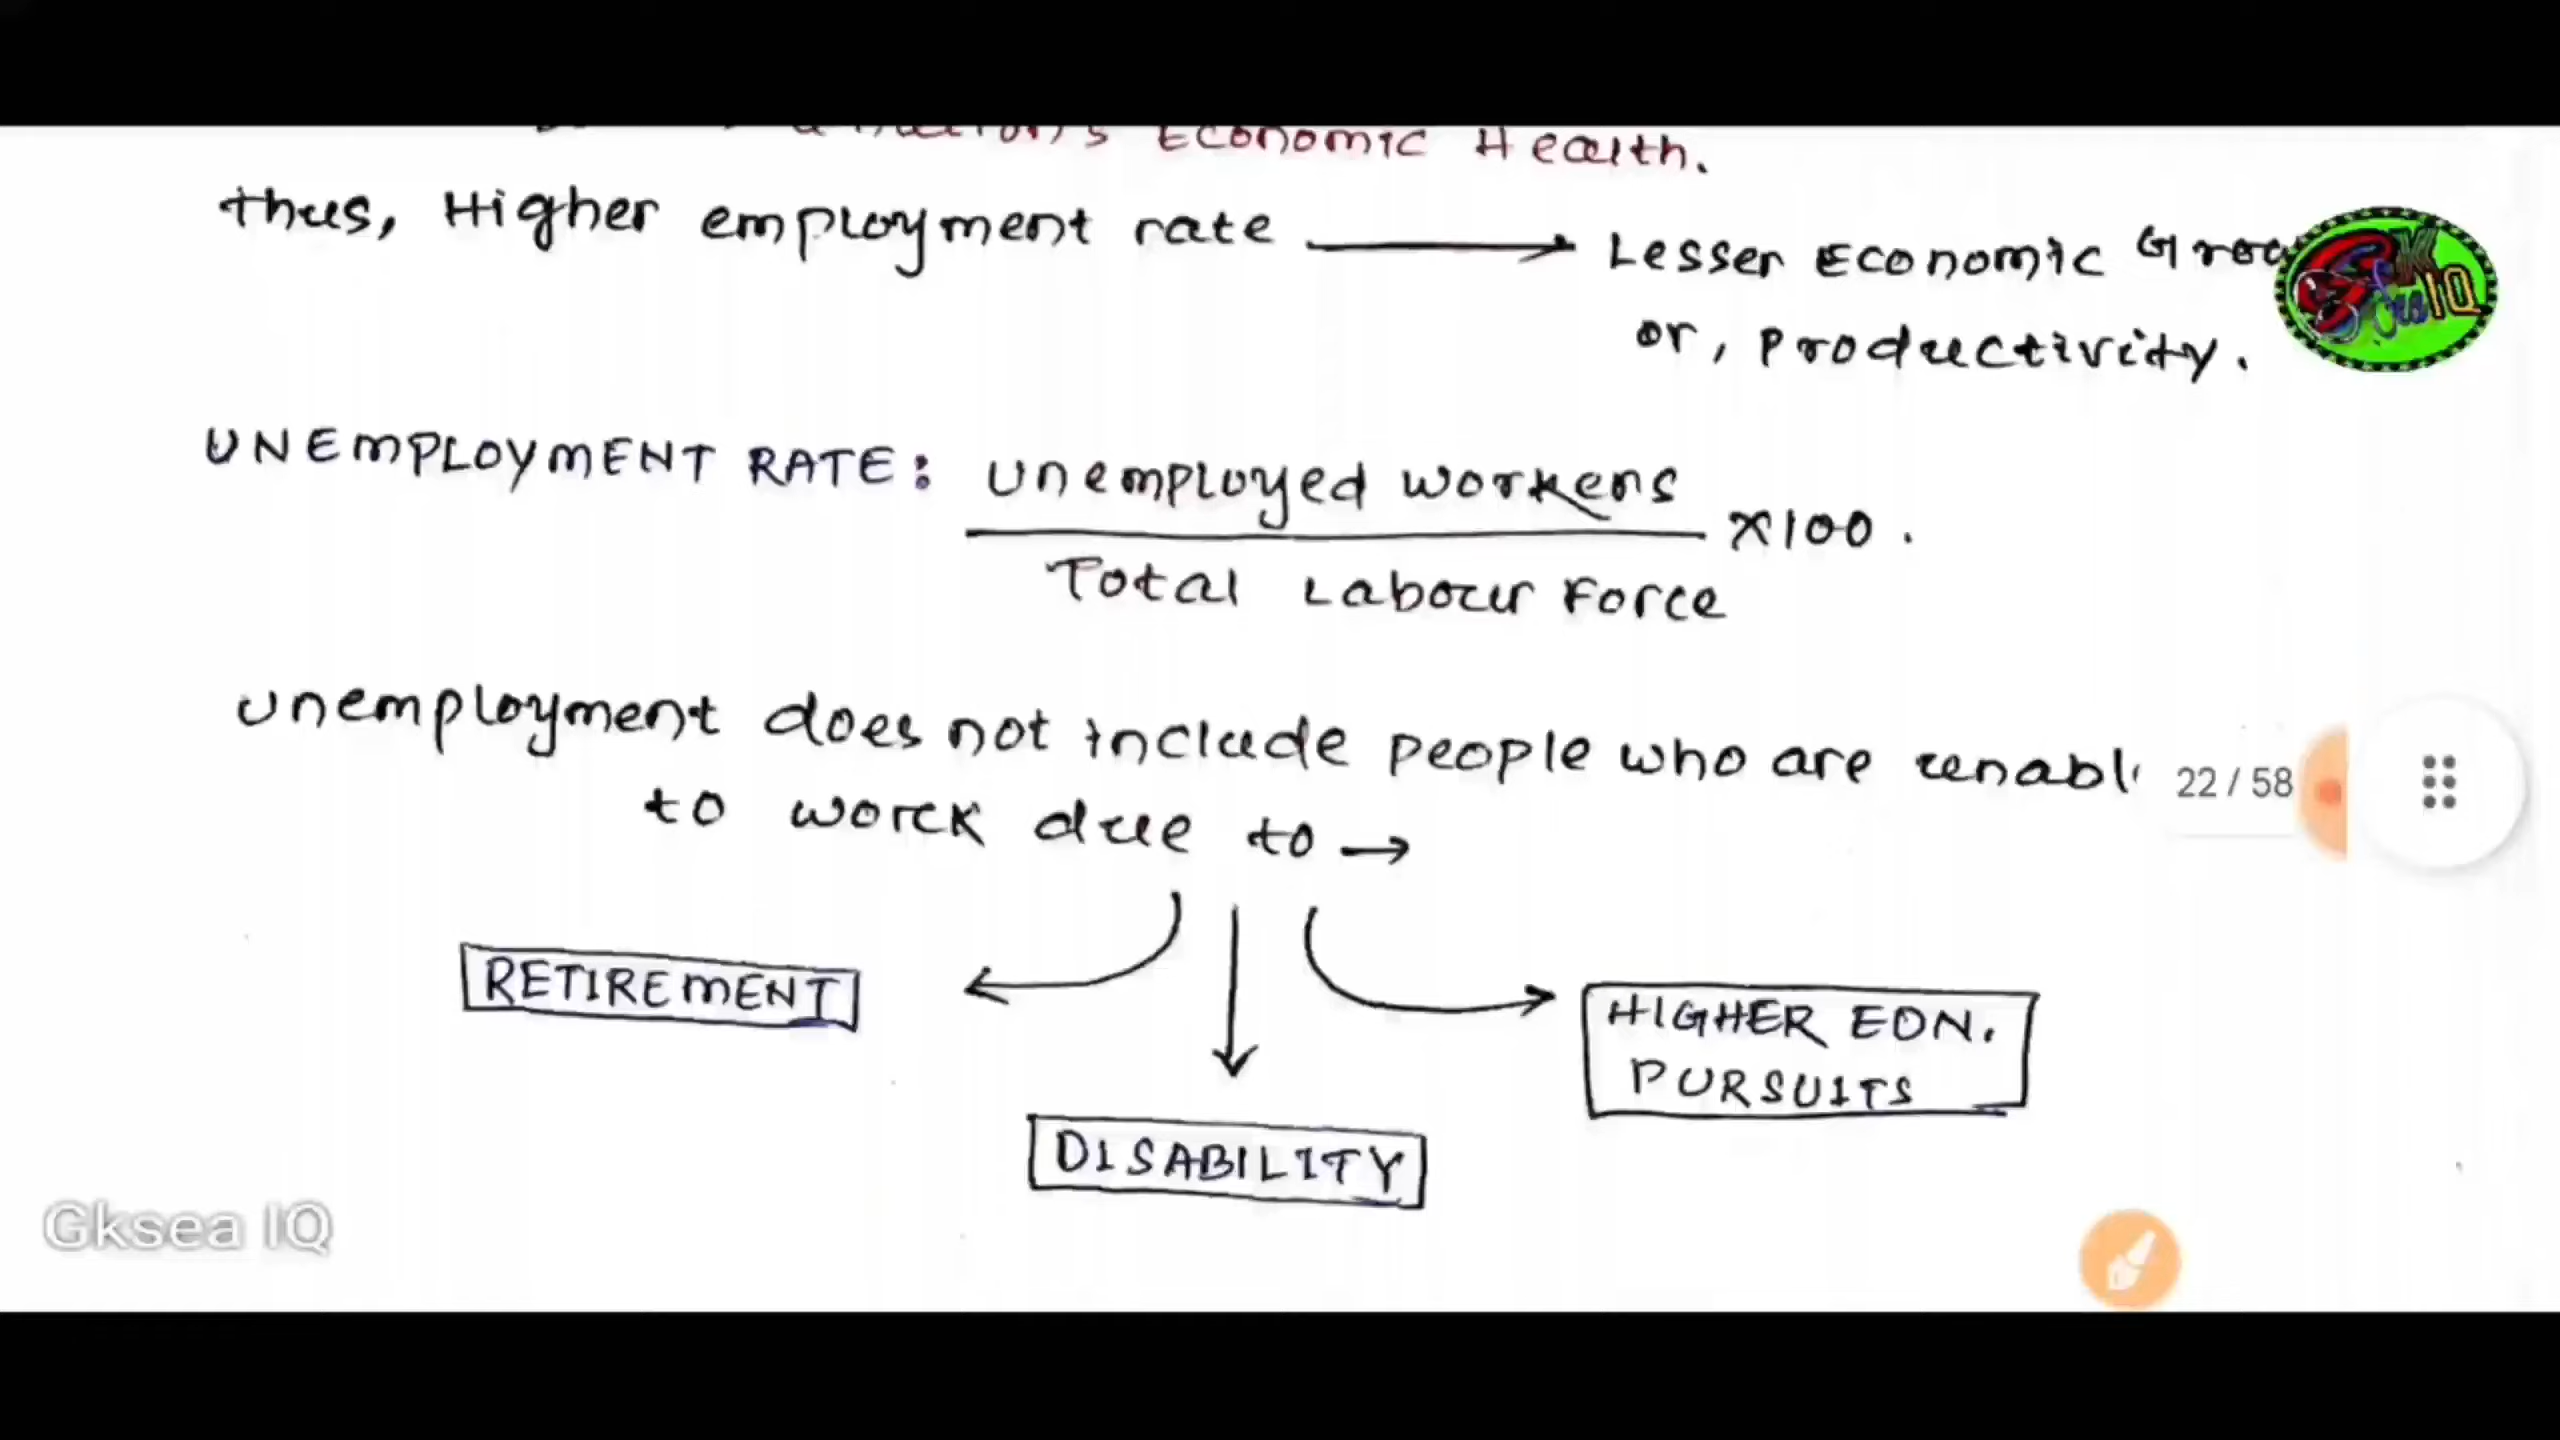 nation's Economic Health.
thus, Higher employment rate → Lesser Economic
or, Productivity.
UNEMPLOYMENT RATE: unemployed workers
X100.
Total Labour Force
unemployment does not include people who are
to work due to →
22 / 58
RETIREMENT
HIGHER EDN.
PURSUITS
DISABILITY
Gksea IQ